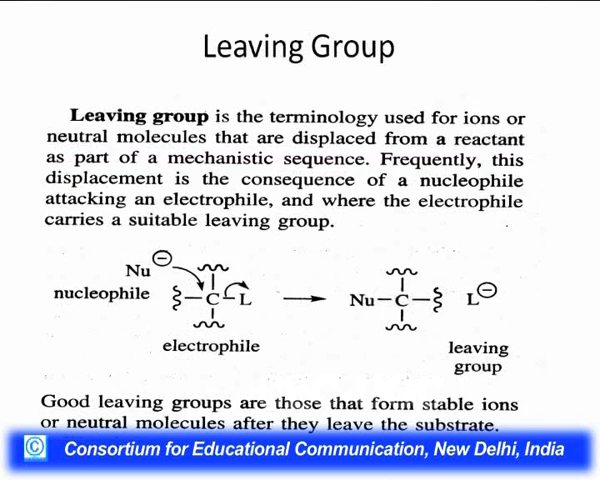 Leaving Group
Leaving group is the terminology used for ions or
neutral molecules that are displaced from a reactant
as part of a mechanistic sequence. Frequently, this
displacement is the consequence of a nucleophile
attacking an electrophile, and where the electrophile
carries a suitable leaving group.
Nu⊖
nucleophile
C L
electrophile
Nu–C
L⊖
leaving
group
Good leaving groups are those that form stable ions
or neutral molecules after they leave the substrate.
© Consortium for Educational Communication, New Delhi, India